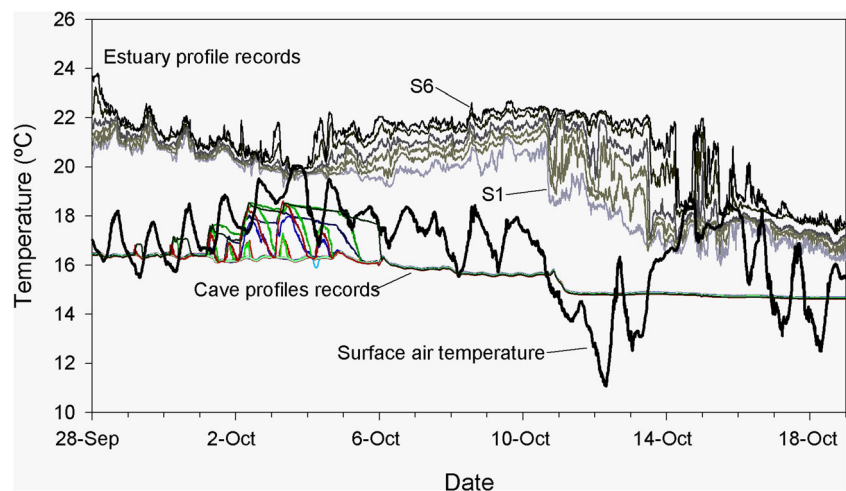 26
Estuary profile records
24
S6
22
20
S1
18
16
Cave profiles records
14
Surface air temperature
12
10
Temperature (ºC)
28-Sep 2-Oct 6-Oct 10-Oct 14-Oct 18-Oct
Date